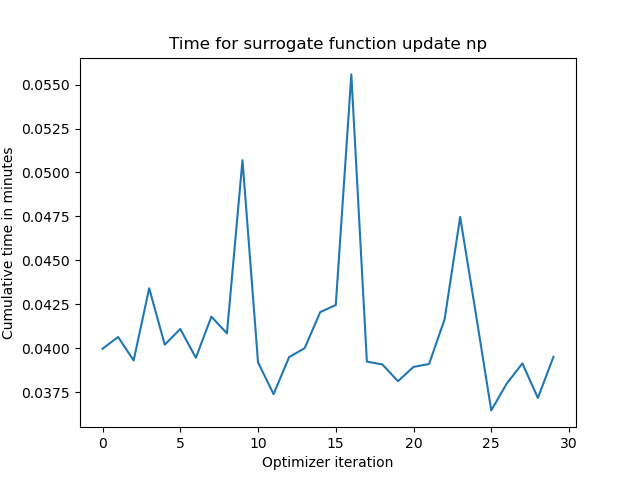 Time for surrogate function update np
Cumulative time in minutes
0.0550
0.0525
0.0500
0.0475
0.0450
0.0425
0.0400
0.0375
0 5 10 15 20 25 30
Optimizer iteration